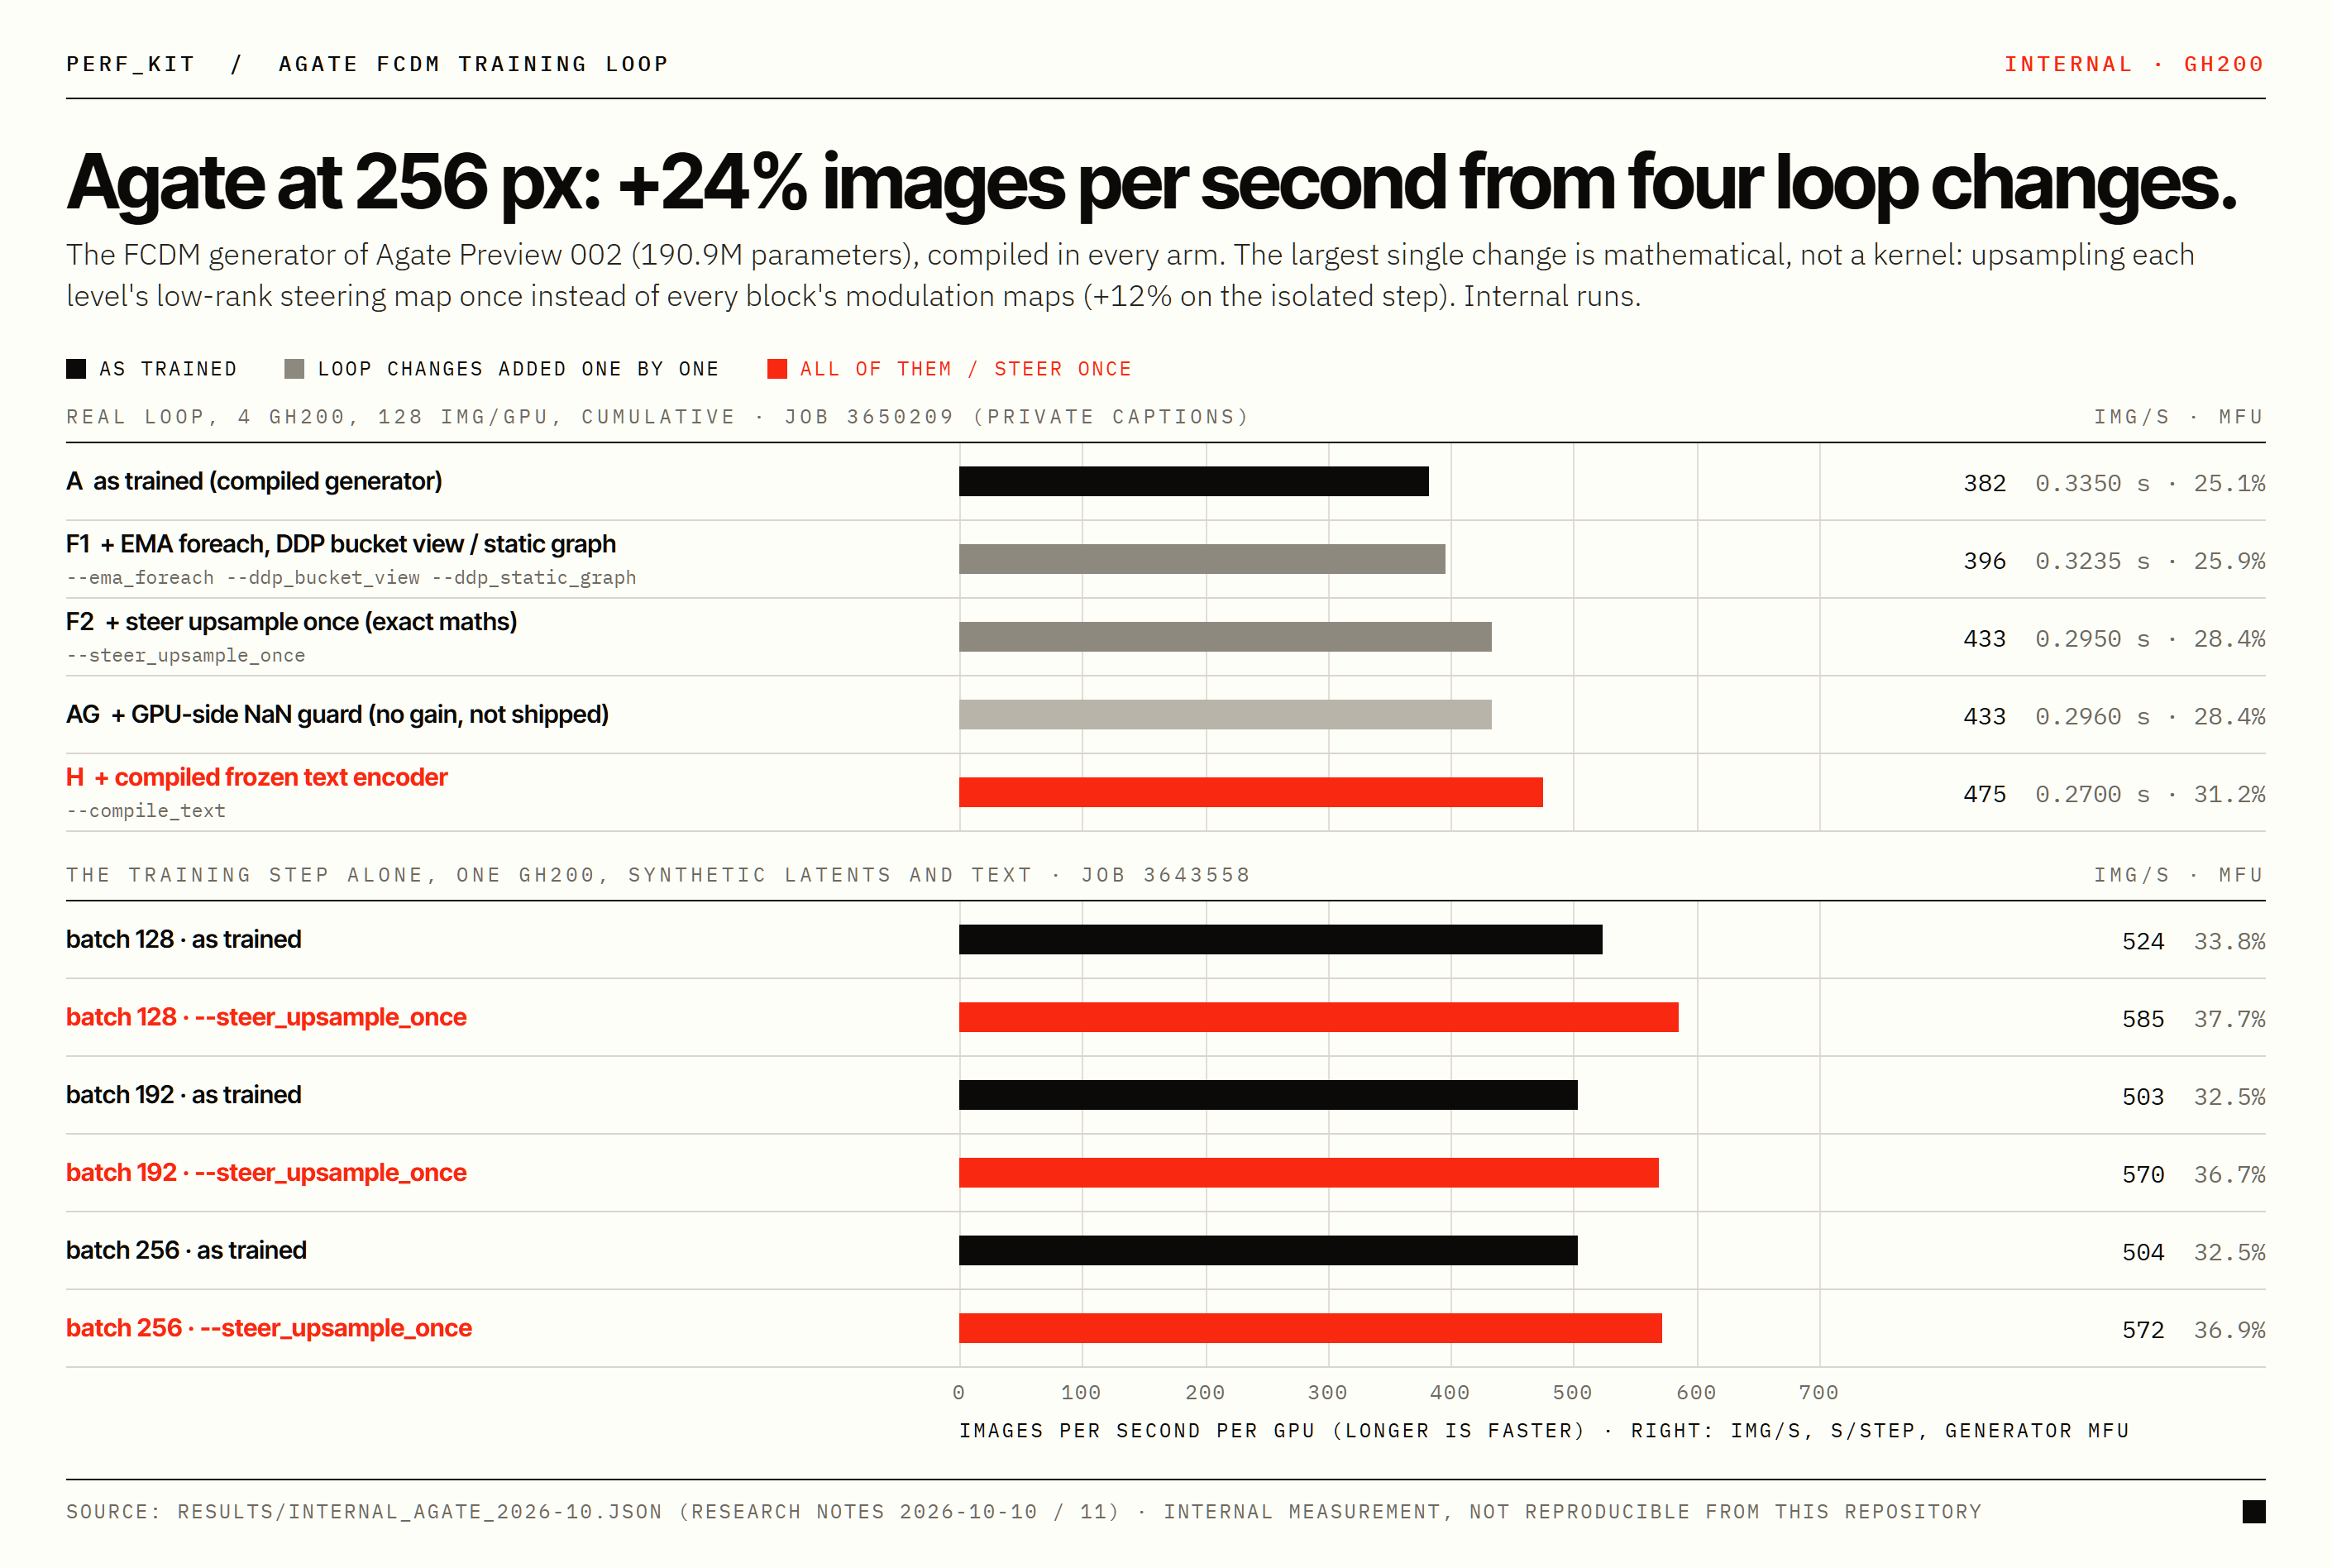 PERF_KIT / AGATE FCDM TRAINING LOOP
INTERNAL · GH200
Agate at 256 px: +24% images per second from four loop changes.
The FCDM generator of Agate Preview 002 (190.9M parameters), compiled in every arm. The largest single change is mathematical, not a kernel: upsampling each
level's low-rank steering map once instead of every block's modulation maps (+12% on the isolated step). Internal runs.
AS TRAINED
LOOP CHANGES ADDED ONE BY ONE
ALL OF THEM / STEER ONCE
REAL LOOP, 4 GH200, 128 IMG/GPU, CUMULATIVE · JOB 3650209 (PRIVATE CAPTIONS)
IMG/S · MFU
A as trained (compiled generator)
382 0.3350 s · 25.1%
F1 + EMA foreach, DDP bucket view / static graph
--ema_foreach --ddp_bucket_view --ddp_static_graph
396 0.3235 s · 25.9%
F2 + steer upsample once (exact maths)
--steer_upsample_once
433 0.2950 s · 28.4%
AG + GPU-side NaN guard (no gain, not shipped)
433 0.2960 s · 28.4%
H + compiled frozen text encoder
--compile_text
475 0.2700 s · 31.2%
THE TRAINING STEP ALONE, ONE GH200, SYNTHETIC LATENTS AND TEXT · JOB 3643558
IMG/S · MFU
batch 128 · as trained
524 33.8%
batch 128 · --steer_upsample_once
585 37.7%
batch 192 · as trained
503 32.5%
batch 192 · --steer_upsample_once
570 36.7%
batch 256 · as trained
504 32.5%
batch 256 · --steer_upsample_once
572 36.9%
0 100 200 300 400 500 600 700
IMAGES PER SECOND PER GPU (LONGER IS FASTER) · RIGHT: IMG/S, S/STEP, GENERATOR MFU
SOURCE: RESULTS/INTERNAL_AGATE_2026-10.JSON (RESEARCH NOTES 2026-10-10 / 11) · INTERNAL MEASUREMENT, NOT REPRODUCIBLE FROM THIS REPOSITORY